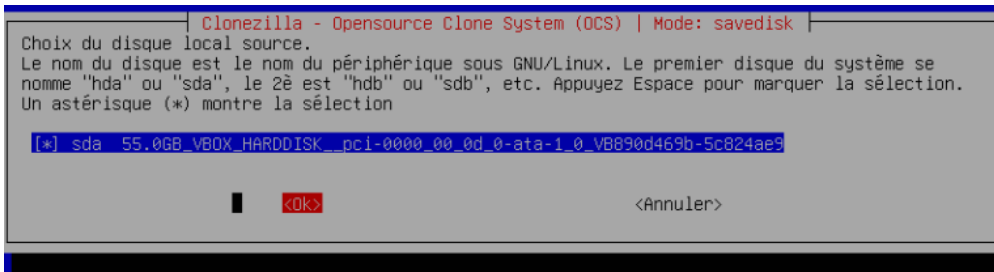 Clonezilla - Opensource Clone System (OCS) | Mode: savedisk
Choix du disque local source.
Le nom du disque est le nom du périphérique sous GNU/Linux. Le premier disque du système se
nomme "hda" ou "sda", le 2è est "hdb" ou "sdb", etc. Appuyez Espace pour marquer la sélection.
Un astérisque (*) montre la sélection
[*] sda  55.0GB_VBOX_HARDDISK__pci-0000_00_0d_0-ata-1_0_VB890d469b-5c824ae9
<Ok> <Annuler>